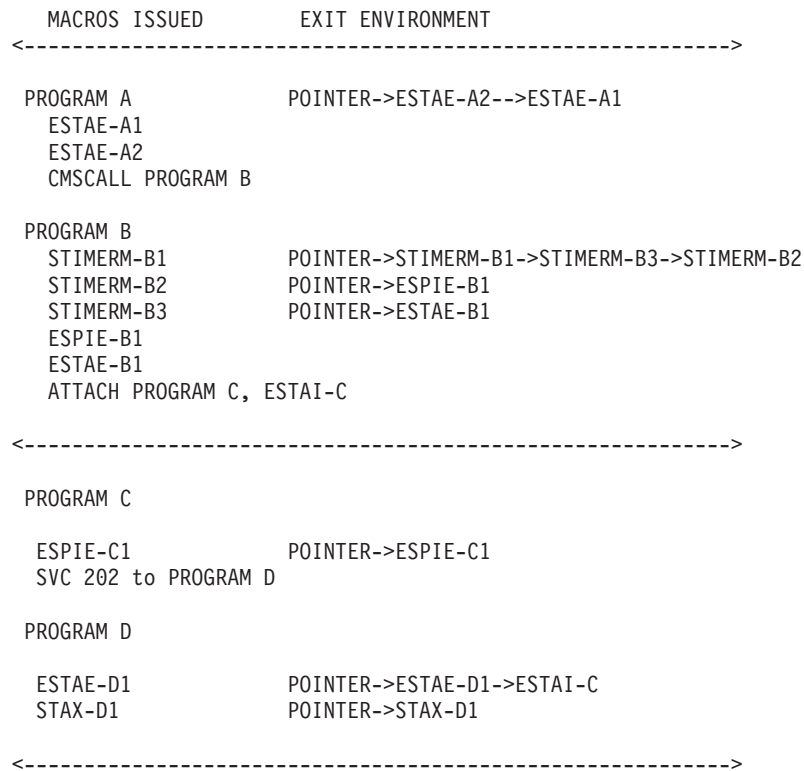 MACROS ISSUED EXIT ENVIRONMENT
<----------------------------------------------------------->
PROGRAM A POINTER->ESTAE-A2-->ESTAE-A1
ESTAE-A1
ESTAE-A2
CMSCALL PROGRAM B
PROGRAM B
STIMERM-B1 POINTER->STIMERM-B1->STIMERM-B3->STIMERM-B2
STIMERM-B2 POINTER->ESPIE-B1
STIMERM-B3 POINTER->ESTAE-B1
ESPIE-B1
ESTAE-B1
ATTACH PROGRAM C, ESTAI-C
<----------------------------------------------------------->
PROGRAM C
ESPIE-C1 POINTER->ESPIE-C1
SVC 202 to PROGRAM D
PROGRAM D
ESTAE-D1 POINTER->ESTAE-D1->ESTAI-C
STAX-D1 POINTER->STAX-D1
<----------------------------------------------------------->